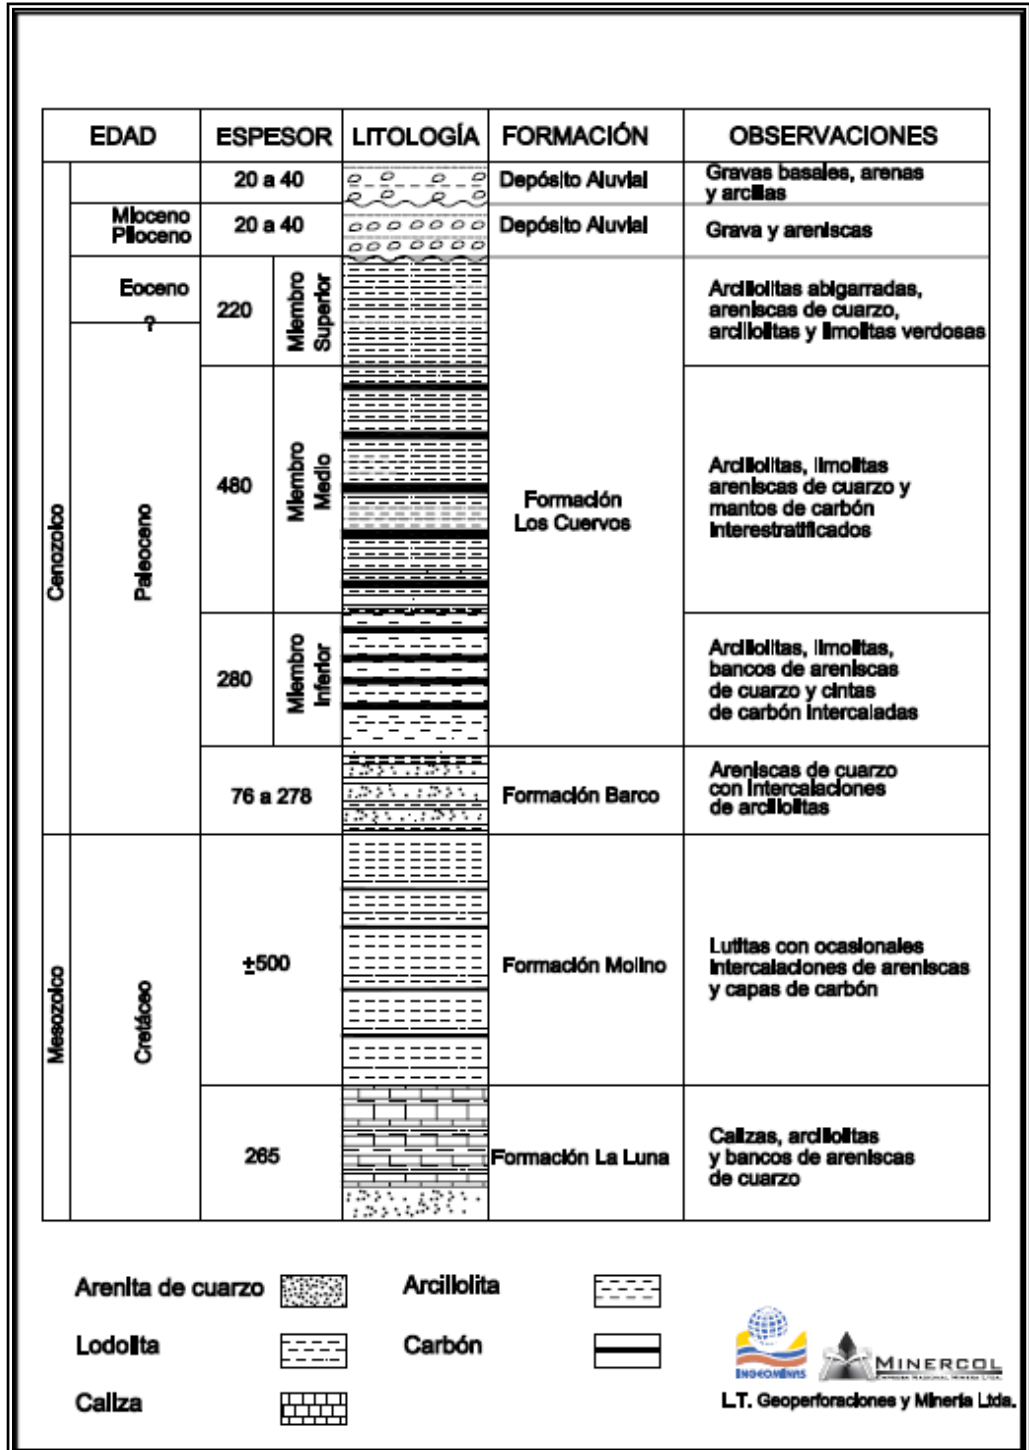 EDAD ESPESOR LITOLOGÍA FORMACIÓN OBSERVACIONES
Cenozoico
20 a 40 Depósito Aluvial Gravas basales, arenas
y arcillas
Mioceno
Plioceno
20 a 40 Depósito Aluvial Grava y areniscas
Eoceno
?
220
Miembro
Superior
Arcillolitas abigarradas,
areniscas de cuarzo,
arcillolitas y limolitas verdosas
Paleoceno
480
Miembro
Medio
Formación
Los Cuervos
Arcillolitas, limolitas
areniscas de cuarzo y
mantos de carbón
interestratificados
280
Miembro
Inferior
Arcillolitas, limolitas,
bancos de areniscas
de cuarzo y cintas
de carbón intercaladas
76 a 278 Formación Barco
Areniscas de cuarzo
con intercalaciones
de arcillolitas
Mesozoico
Cretáceo
±500 Formación Molino
Lutitas con ocasionales
intercalaciones de areniscas
y capas de carbón
265 Formación La Luna
Calizas, arcillolitas
y bancos de areniscas
de cuarzo
Arenita de cuarzo Arcillolita
Lodolita Carbón
Caliza
INGEOMINAS
MINERCOL
EMPRESA NACIONAL MINERA LTDA.
L.T. Geoperforaciones y Minería Ltda.